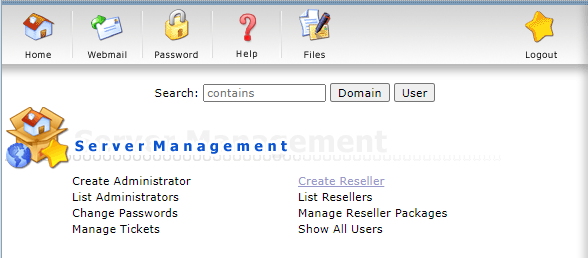 Home Webmail Password Help Files Logout
Search: contains Domain User
Server Management
Create Administrator Create Reseller
List Administrators List Resellers
Change Passwords Manage Reseller Packages
Manage Tickets Show All Users